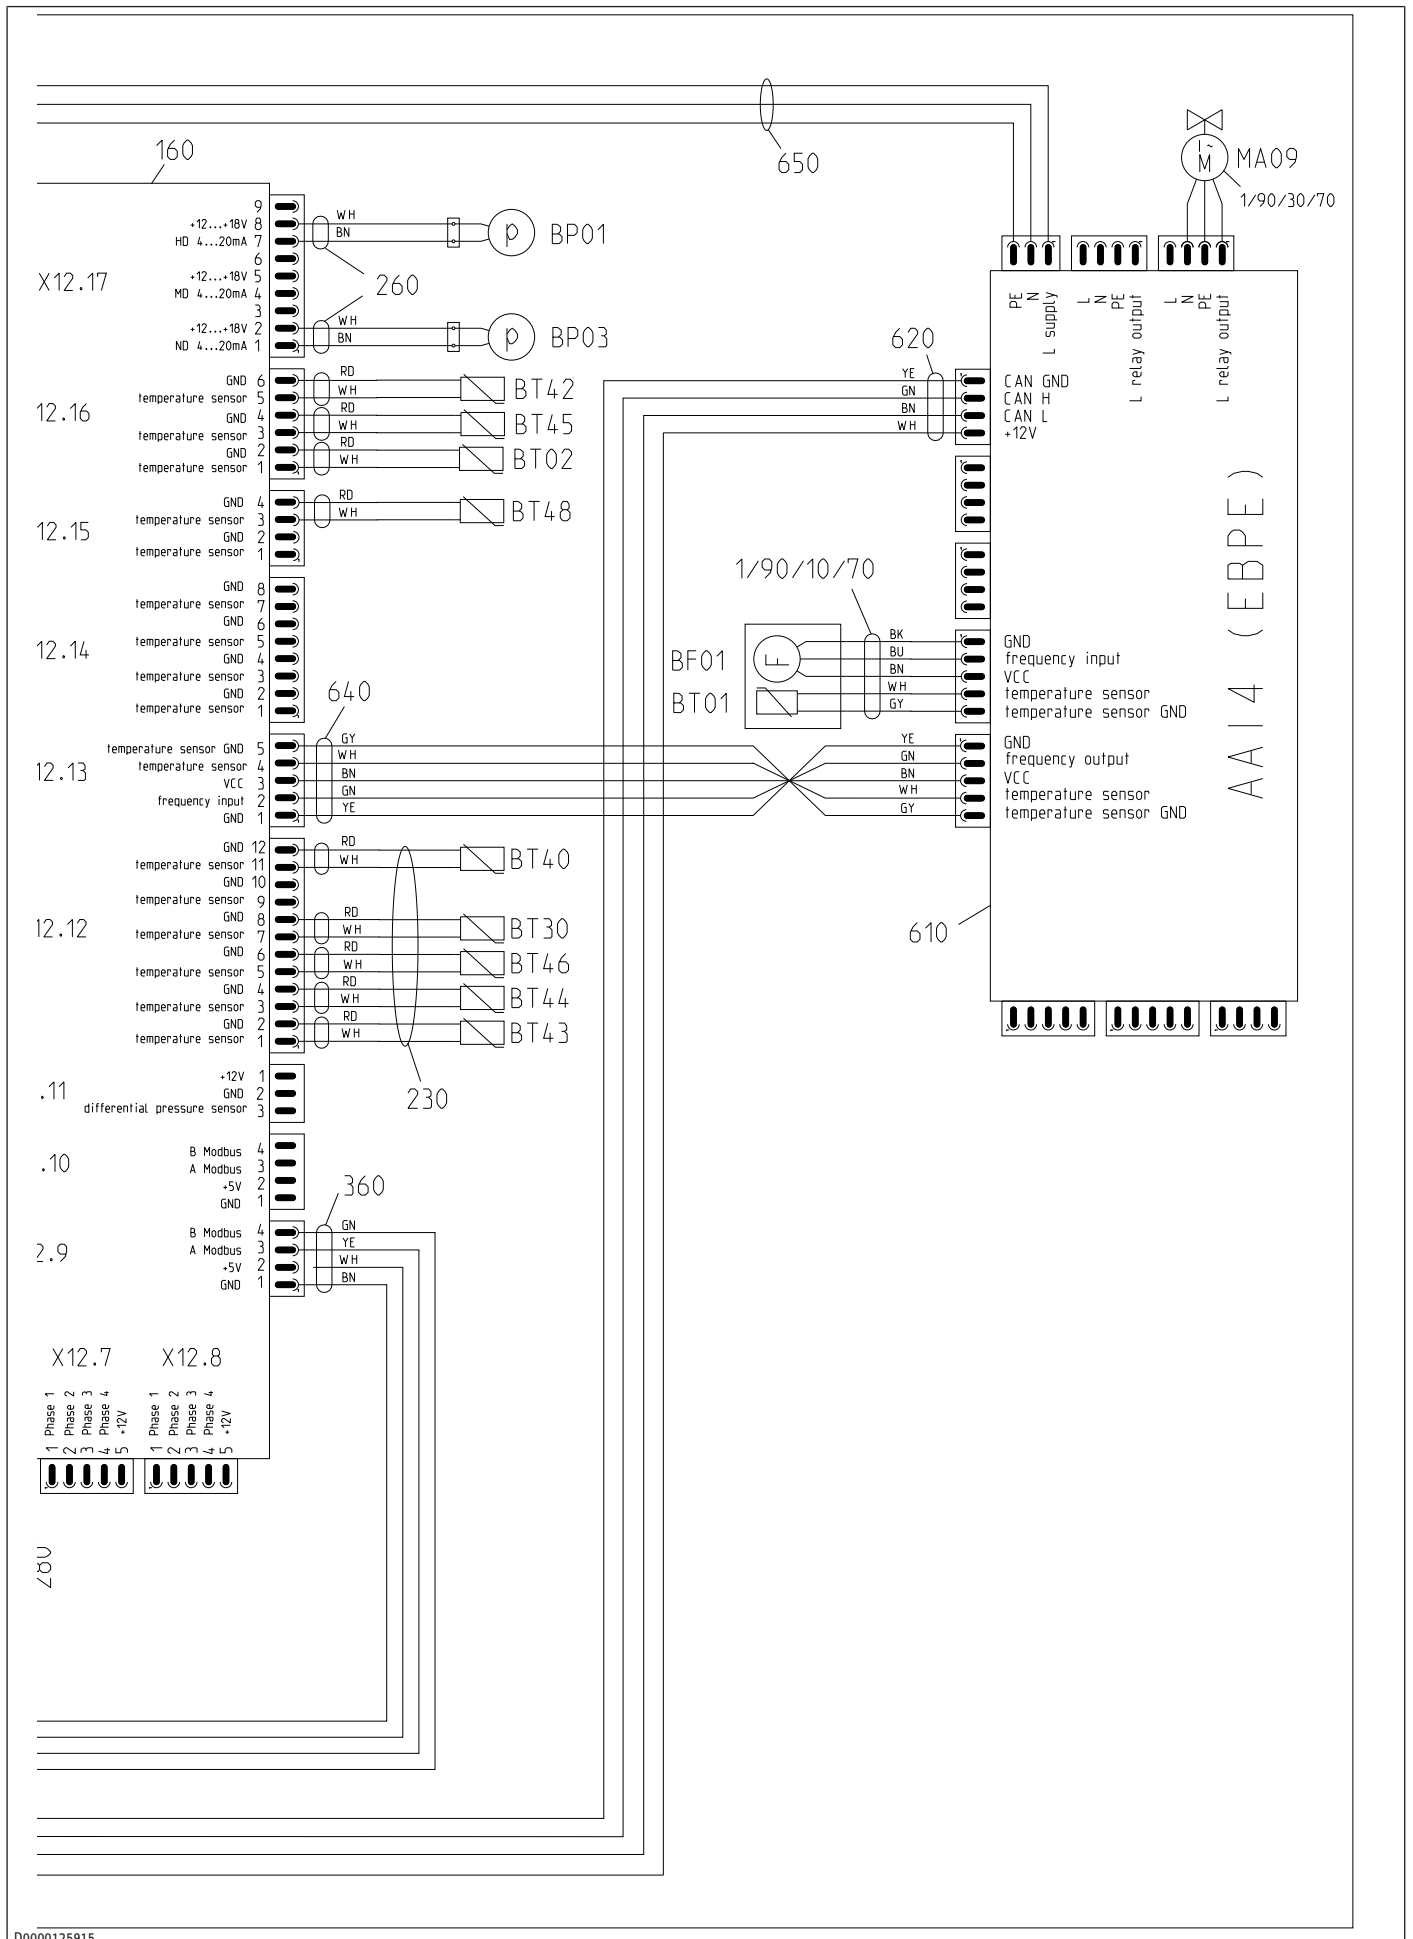 650
160
MA09
1/90/30/70
X12.17
9
+12...+18V 8
HD 4...20mA 7
6
+12...+18V 5
MD 4...20mA 4
3
+12...+18V 2
ND 4...20mA 1
WH
BN
P BP01
260
WH
BN
P BP03
12.16
GND 6
temperature sensor 5
GND 4
temperature sensor 3
GND 2
temperature sensor 1
RD
WH
BT42
RD
WH
BT45
RD
WH
BT02
12.15
GND 4
temperature sensor 3
GND 2
temperature sensor 1
RD
WH
BT48
12.14
GND 8
temperature sensor 7
GND 6
temperature sensor 5
GND 4
temperature sensor 3
GND 2
temperature sensor 1
640
12.13
temperature sensor GND 5
temperature sensor 4
VCC 3
frequency input 2
GND 1
GY
WH
BN
GN
YE
12.12
GND 12
temperature sensor 11
GND 10
temperature sensor 9
GND 8
temperature sensor 7
GND 6
temperature sensor 5
GND 4
temperature sensor 3
GND 2
temperature sensor 1
RD
WH
BT40
RD
WH
BT30
RD
WH
BT46
RD
WH
BT44
RD
WH
BT43
230
.11
+12V 1
GND 2
differential pressure sensor 3
.10
B Modbus 4
A Modbus 3
+5V 2
GND 1
360
2.9
B Modbus 4
A Modbus 3
+5V 2
GND 1
GN
YE
WH
BN
X12.7
1 Phase 1
2 Phase 2
3 Phase 3
4 Phase 4
5 +12V
X12.8
1 Phase 1
2 Phase 2
3 Phase 3
4 Phase 4
5 +12V
280
1~
M
PE
N
L supply
L
N
PE
L relay output
L
N
PE
L relay output
620
YE
GN
BN
WH
CAN GND
CAN H
CAN L
+12V
1/90/10/70
BF01
F
BT01
BK
BU
BN
WH
GY
GND
frequency input
VCC
temperature sensor
temperature sensor GND
YE
GN
BN
WH
GY
GND
frequency output
VCC
temperature sensor
temperature sensor GND
AA14 (EBPE)
610
D0000125915